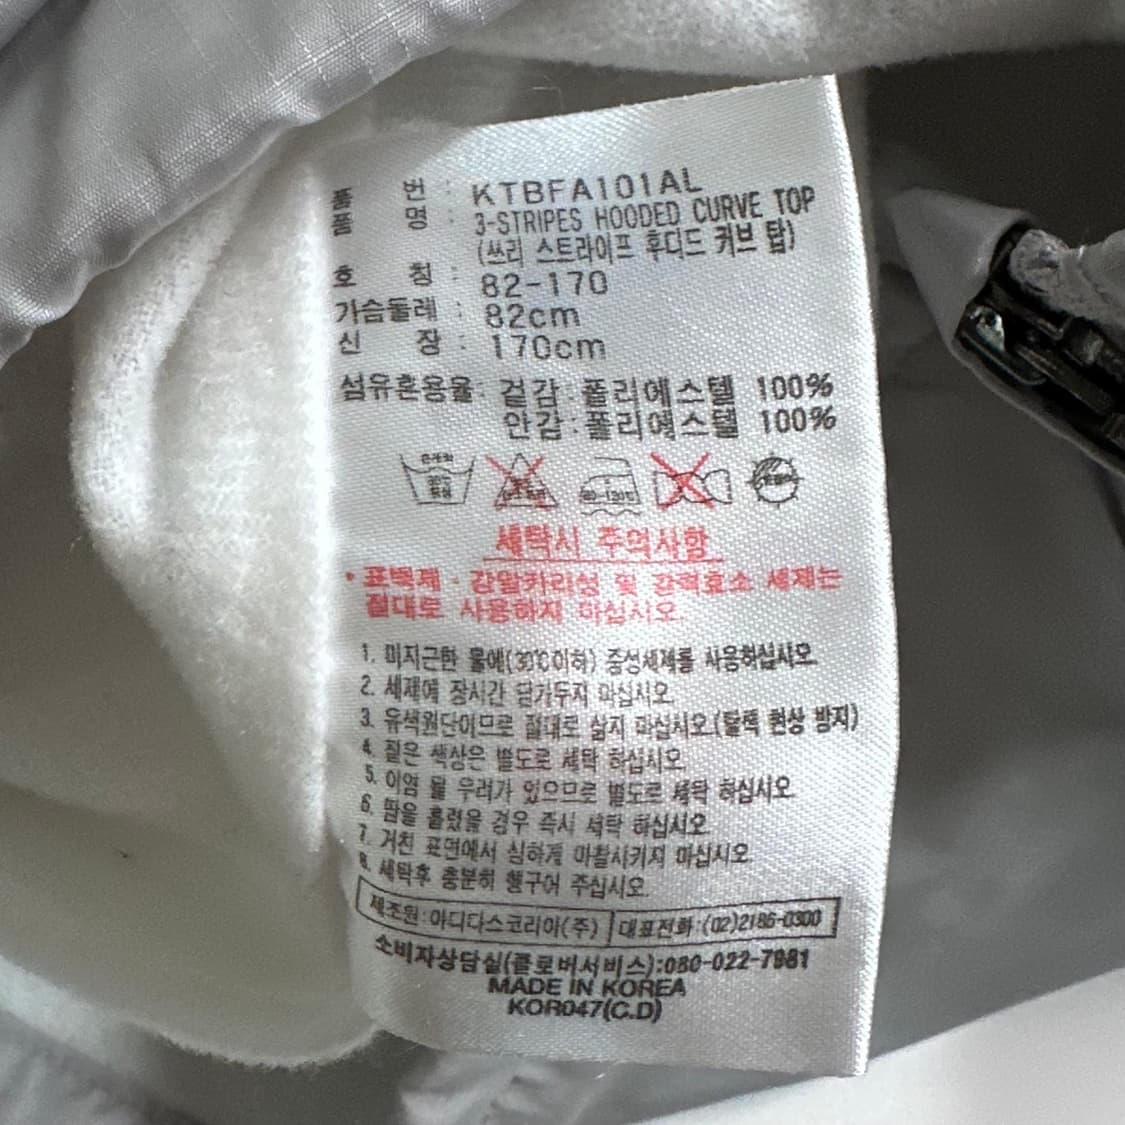 품 번 : KTBFA101AL
품 명 : 3-STRIPES HOODED CURVE TOP
(쓰리 스트라이프 후디드 커브 탑)
호 칭 : 82-170
가슴둘레 : 82cm
신 장 : 170cm
섬유혼용율: 겉감:폴리에스텔 100%
안감:폴리에스텔 100%
80-120℃
세탁시 주의사항
• 표백제 · 강알카리성 및 강력효소 세제는
절대로 사용하지 마십시오.
1. 미지근한 물에(30℃이하) 중성세제를 사용하십시오.
2. 세제에 장시간 담가두지 마십시오.
3. 유색원단이므로 절대로 삶지 마십시오.(탈색 현상 방지)
4. 짙은 색상은 별도로 세탁 하십시오.
5. 이염 될 우려가 있으므로 별도로 세탁 하십시오.
6. 땀을 흘렸을 경우 즉시 세탁 하십시오.
7. 거친 표면에서 심하게 마찰시키지 마십시오.
8. 세탁후 충분히 헹구어 주십시오.
제조원:아디다스코리아(주) 대표전화:(02)2186-0300
소비자상담실(클로버서비스):080-022-7981
MADE IN KOREA
KOR047(C.D)